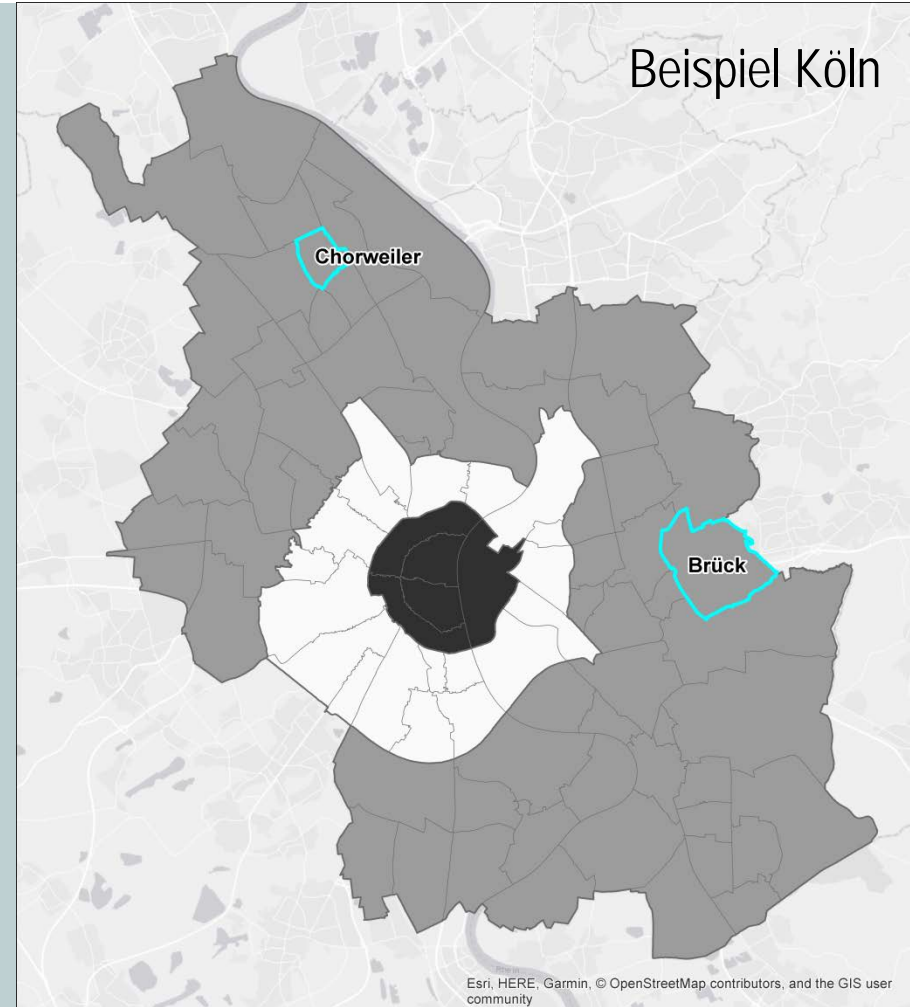 Beispiel Köln
Chorweiler
Brück
Esri, HERE, Garmin, © OpenStreetMap contributors, and the GIS user
community